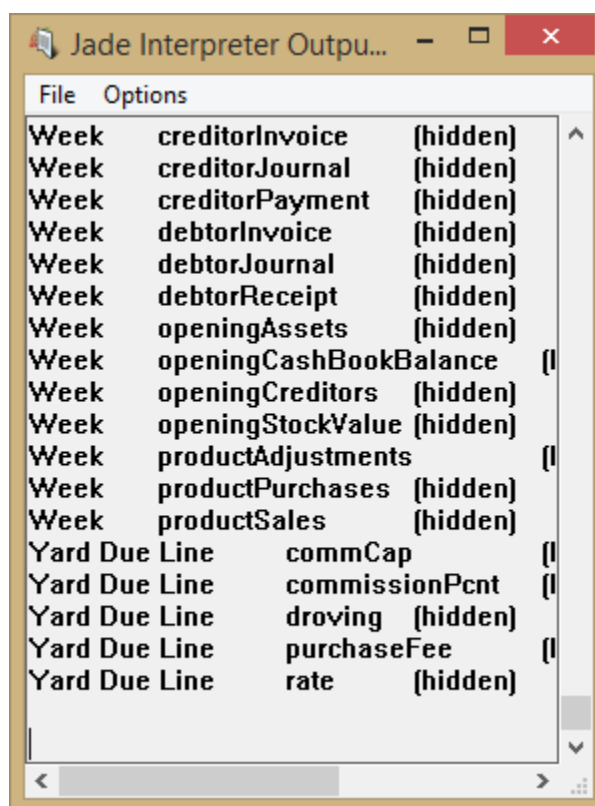 Jade Interpreter Outpu...
File Options
Week creditorInvoice (hidden)
Week creditorJournal (hidden)
Week creditorPayment (hidden)
Week debtorInvoice (hidden)
Week debtorJournal (hidden)
Week debtorReceipt (hidden)
Week openingAssets (hidden)
Week openingCashBookBalance
Week openingCreditors (hidden)
Week openingStockValue (hidden)
Week productAdjustments
Week productPurchases (hidden)
Week productSales (hidden)
Yard Due Line commCap
Yard Due Line commissionPcnt
Yard Due Line droving (hidden)
Yard Due Line purchaseFee
Yard Due Line rate (hidden)